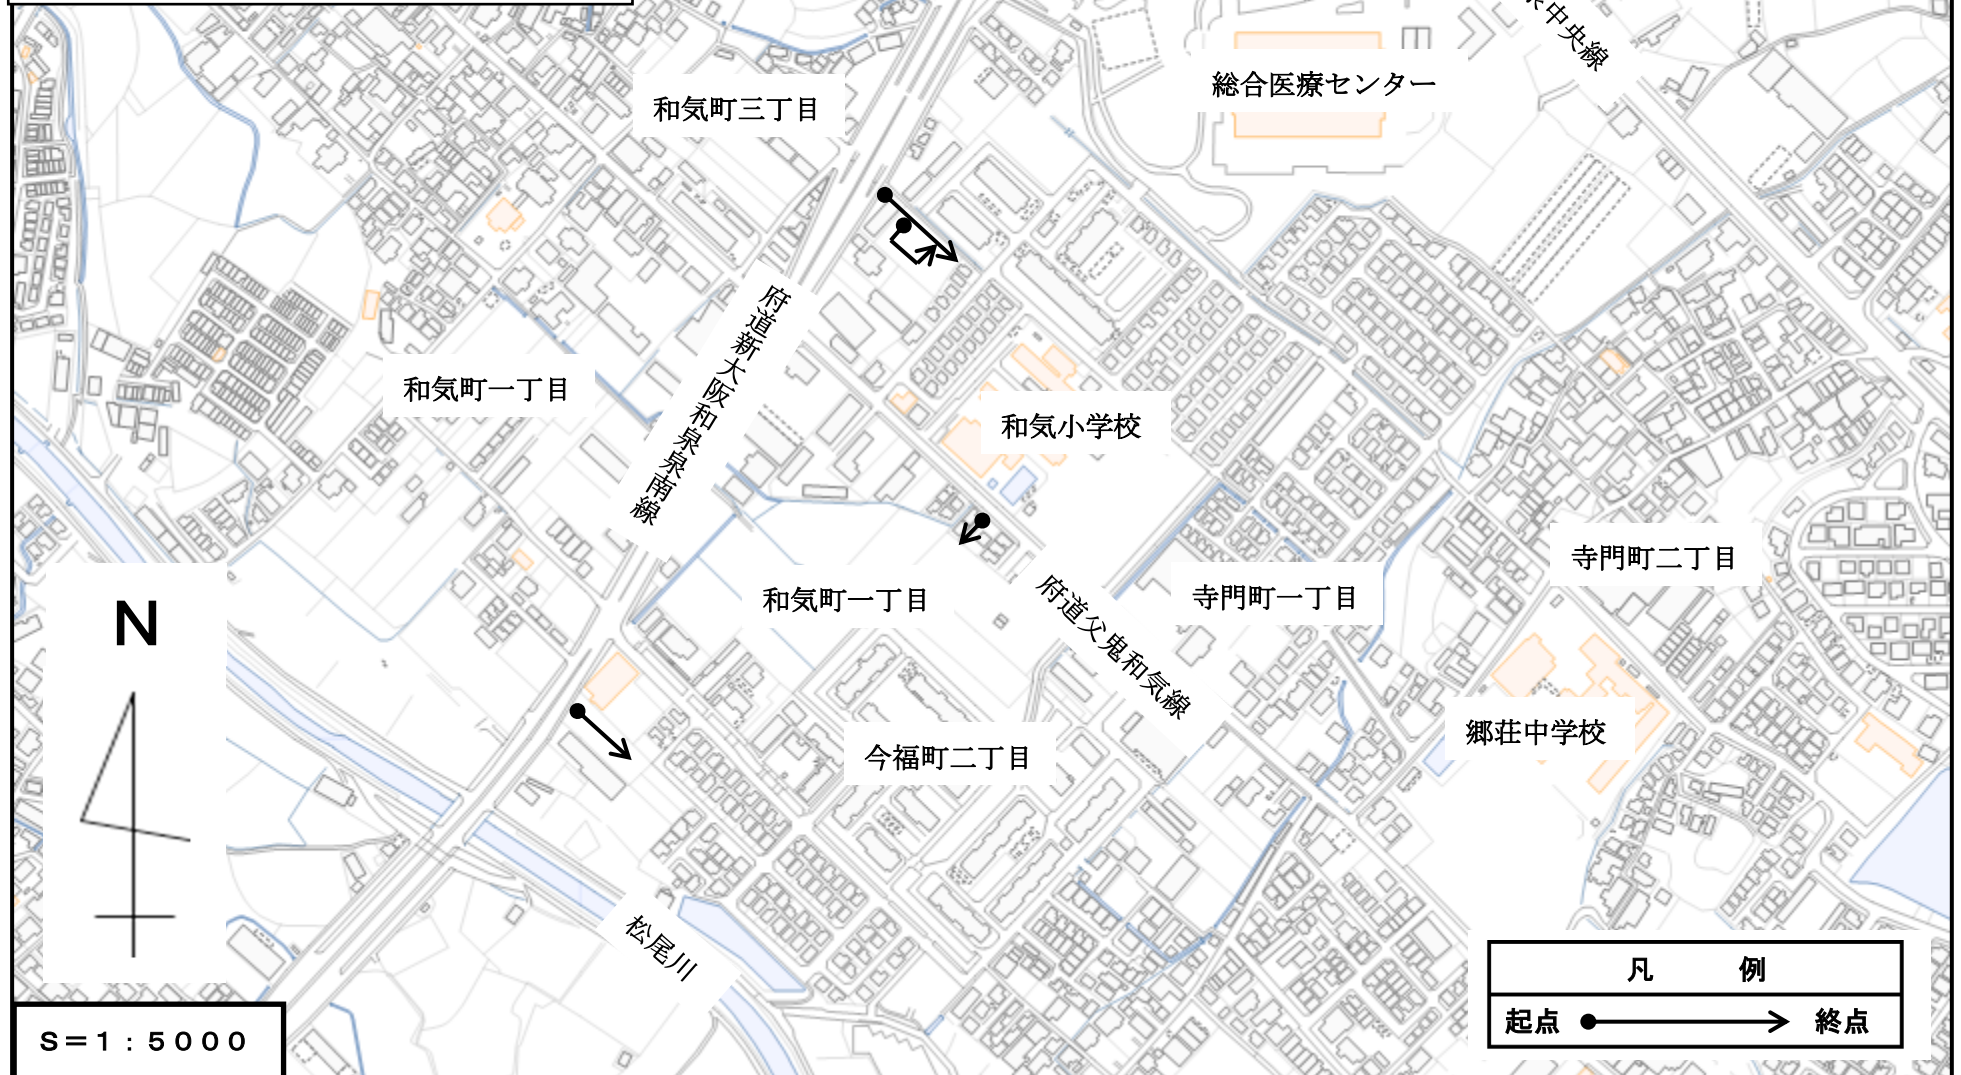 中央線
総合医療センター
和気町三丁目
府道新大阪和泉泉南線
和気町一丁目
和気小学校
寺門町二丁目
和気町一丁目
寺門町一丁目
府道父鬼和気線
N
郷荘中学校
今福町二丁目
松尾川
凡 例
起点 終点
S=1:5000